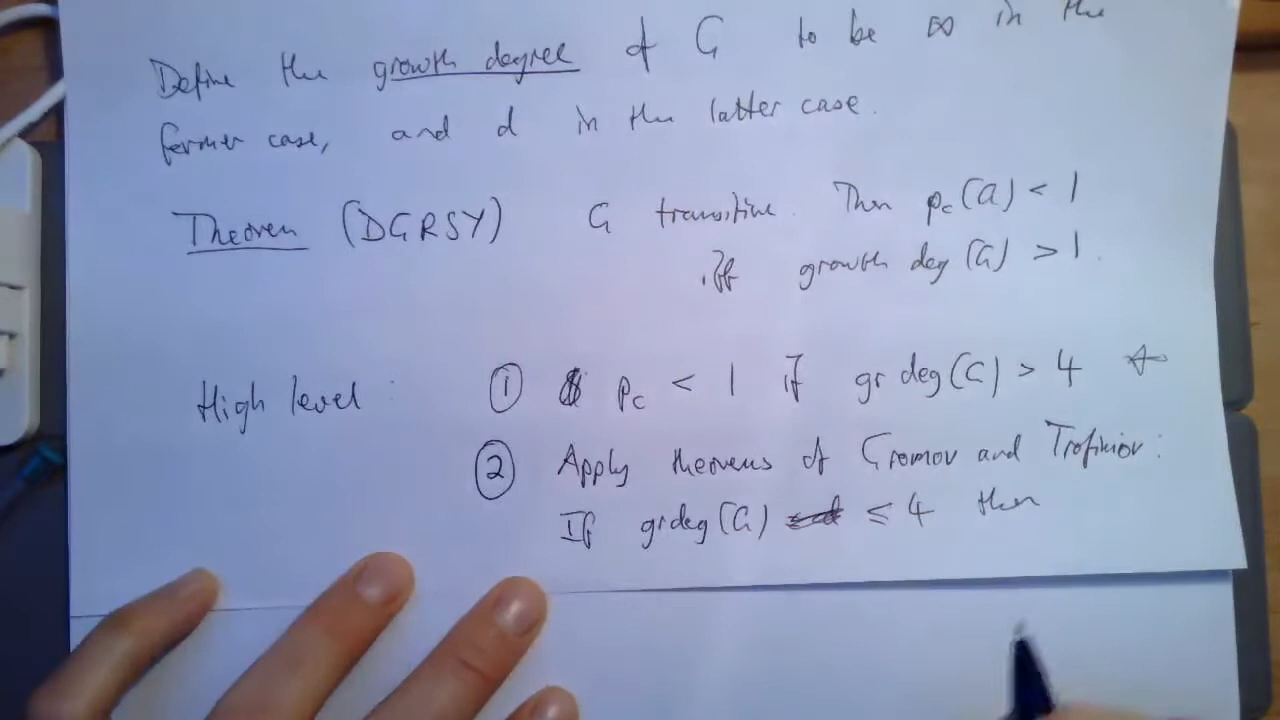 Define the growth degree of G to be ∞ in the
former case, and d in the latter case.
Theorem (DGRSY) G transitive. Then pc(G) < 1
iff growth deg (G) > 1.
High level : ① pc < 1 if gr deg(G) > 4
② Apply theorems of Gromov and Trofimov :
If gr deg (G) ≤ 4 then